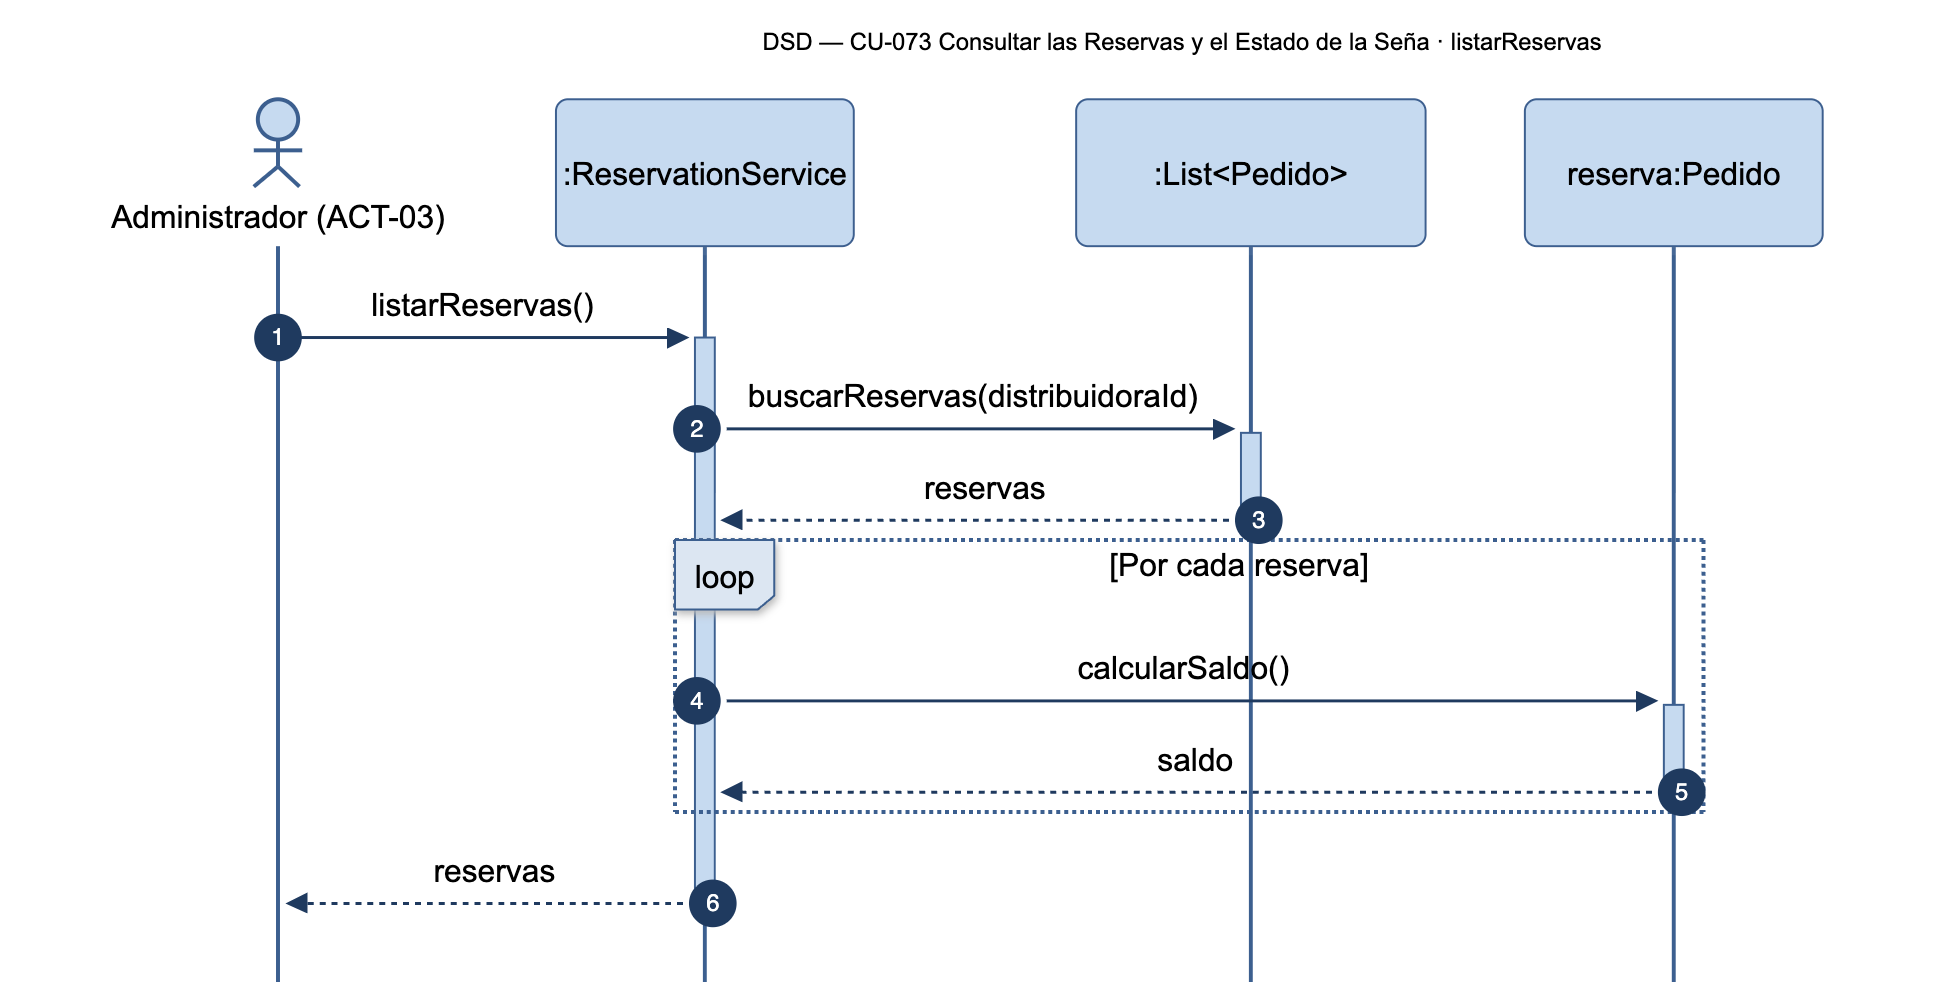 DSD — CU-073 Consultar las Reservas y el Estado de la Seña · listarReservas
:ReservationService
:List<Pedido>
reserva:Pedido
Administrador (ACT-03)
listarReservas()
1
buscarReservas(distribuidoraId)
2
reservas
3
loop
[Por cada reserva]
calcularSaldo()
4
saldo
5
reservas
6